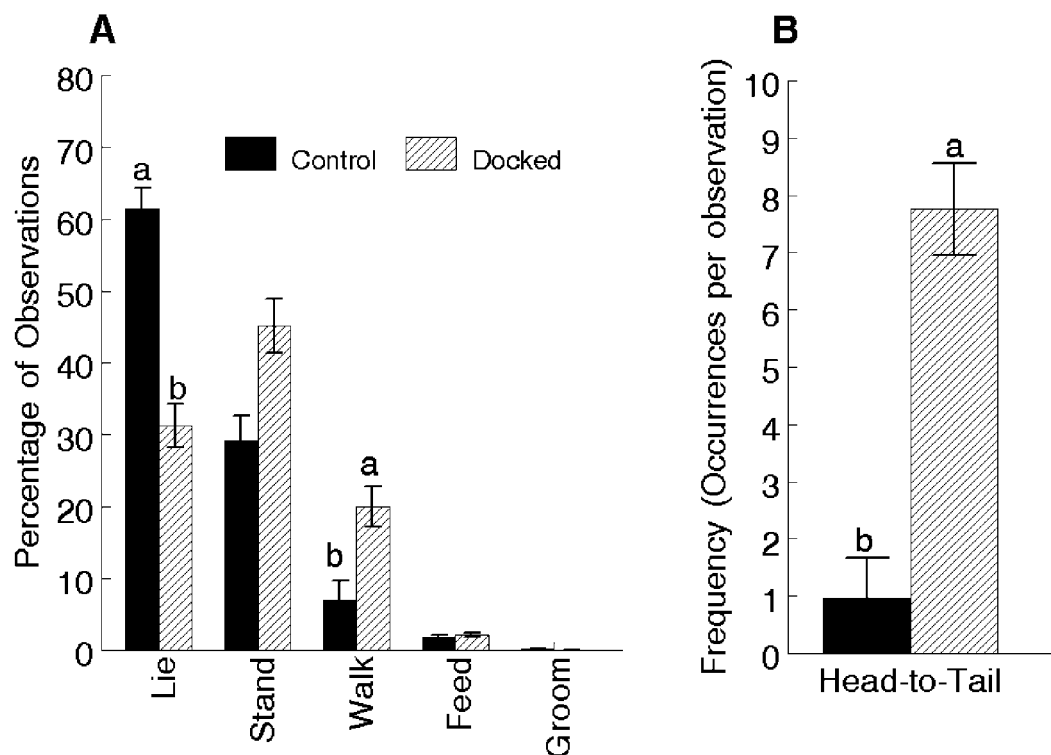 A
Percentage of Observations
80
70
60
50
40
30
20
10
0
Control
Docked
a
b
b
a
Lie
Stand
Walk
Feed
Groom
B
Frequency (Occurrences per observation)
10
9
8
7
6
5
4
3
2
1
0
b
a
Head-to-Tail